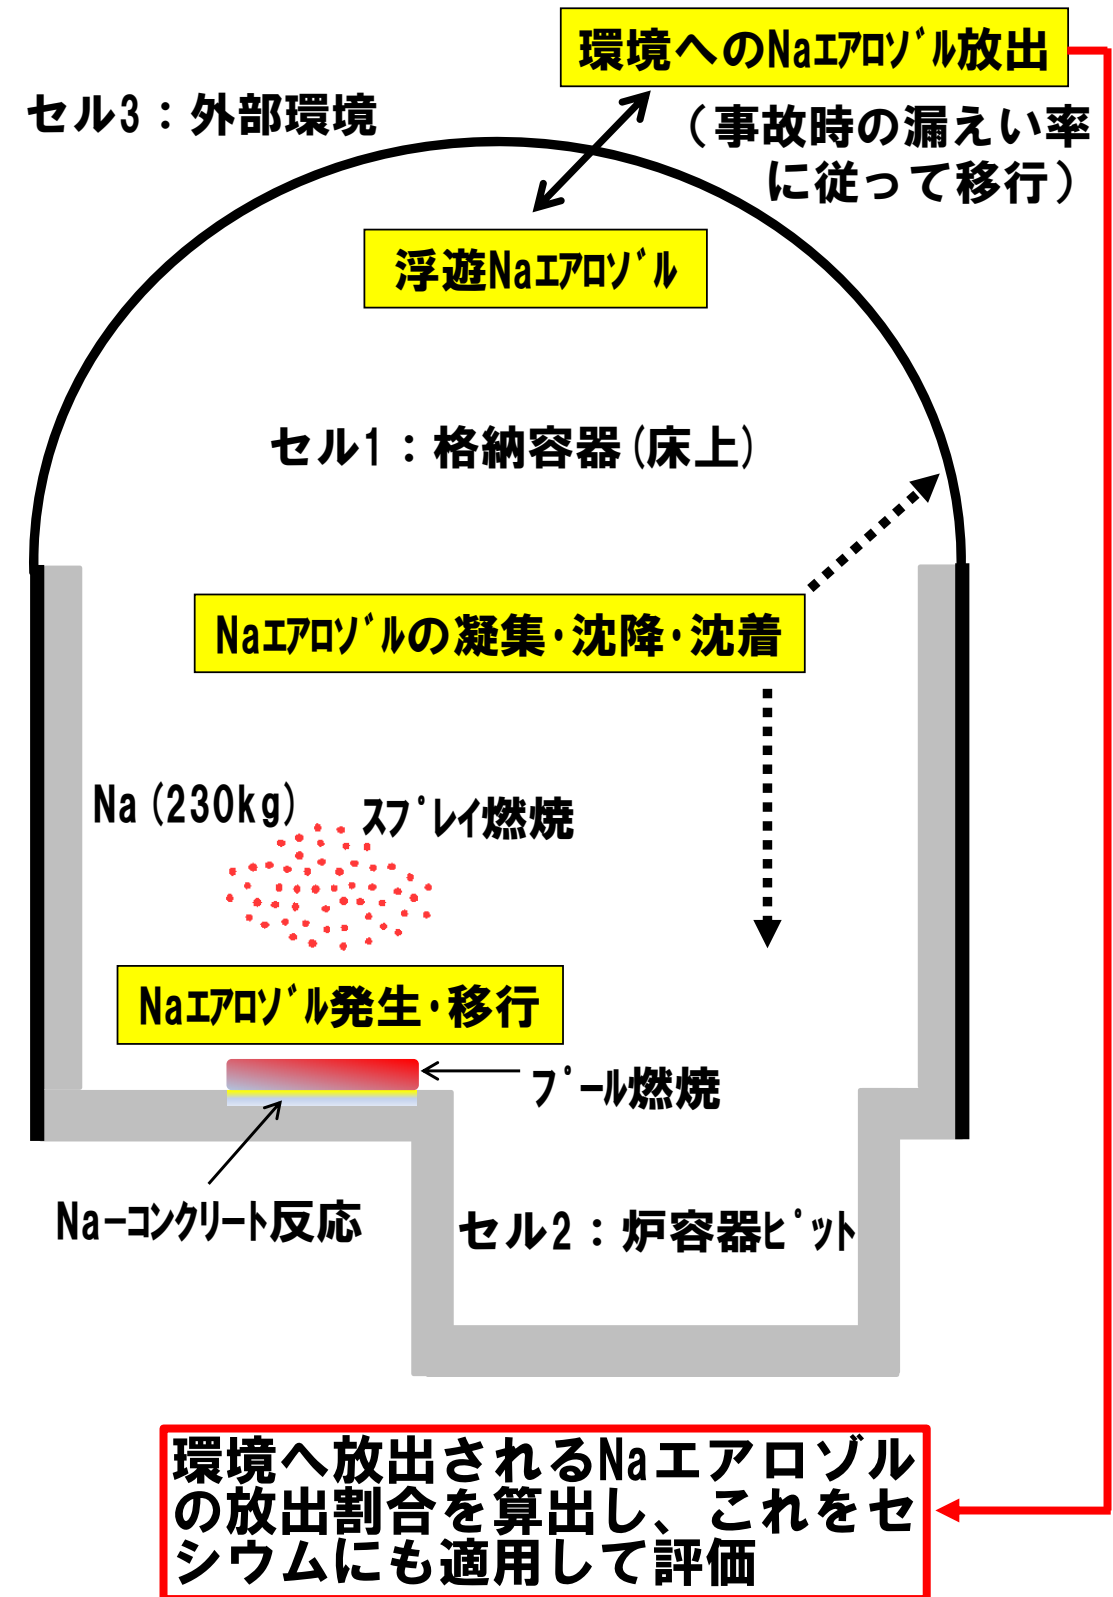 環境へのNaｴｱﾛｿﾞﾙ放出
セル3：外部環境
（事故時の漏えい率
に従って移行）
浮遊Naｴｱﾛｿﾞﾙ
セル1：格納容器(床上)
Naｴｱﾛｿﾞﾙの凝集･沈降･沈着
Na(230kg)
ｽﾌﾟﾚｲ燃焼
Naｴｱﾛｿﾞﾙ発生･移行
ﾌﾟｰﾙ燃焼
Na−ｺﾝｸﾘｰﾄ反応
セル2：炉容器ﾋﾟｯﾄ
環境へ放出されるNaエアロゾル
の放出割合を算出し、これをセ
シウムにも適用して評価